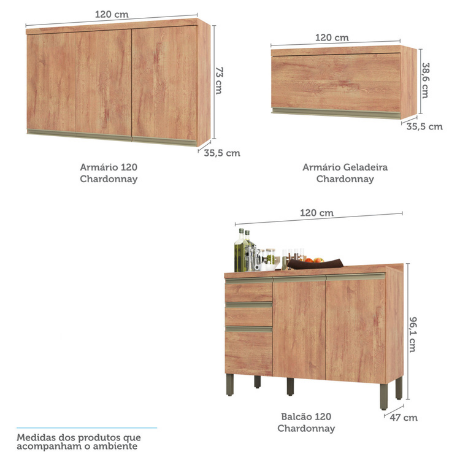 120 cm
73 cm
35,5 cm
Armário 120
Chardonnay
120 cm
38,6 cm
35,5 cm
Armário Geladeira
Chardonnay
120 cm
96,1 cm
47 cm
Balcão 120
Chardonnay
Medidas dos produtos que
acompanham o ambiente